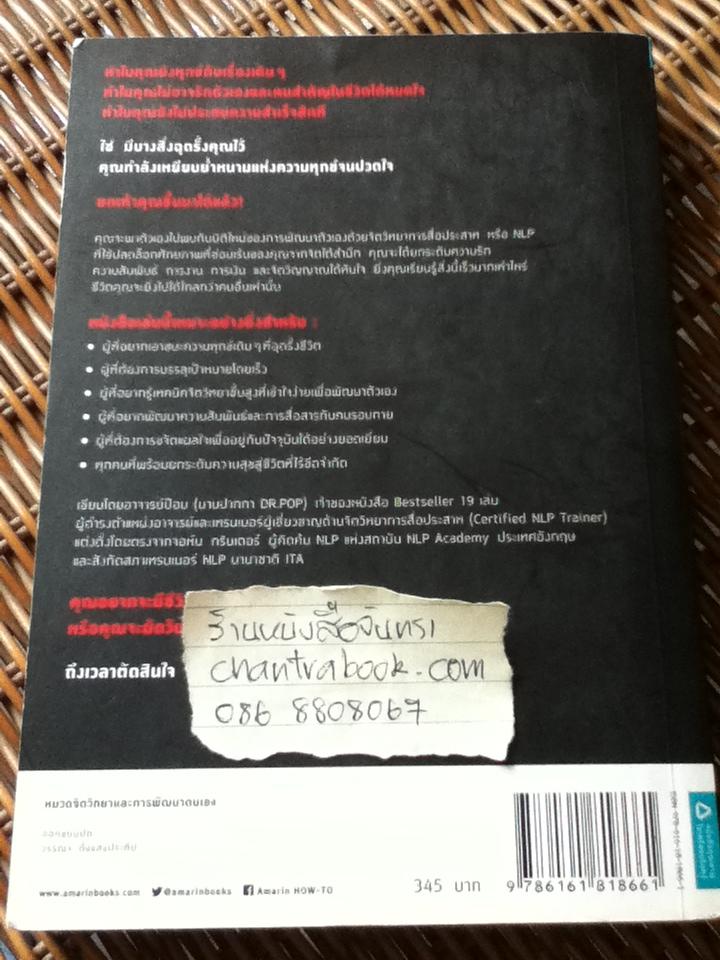 ทำไมคุณยังทุกข์กับเรื่องเดิมๆ
ทำไมคุณไม่อาจรักตัวเองและคนสำคัญในชีวิตได้หมดใจ
ทำไมคุณยังไม่ประสบความสำเร็จสักที
ใช่ มีบางสิ่งฉุดรั้งคุณไว้
คุณกำลังเหยียบย่ำหนามแห่งความทุกข์จนปวดใจ
ยกเท้าคุณขึ้นมาได้แล้ว!
คุณจะพาตัวเองไปพบกับมิติใหม่ของการพัฒนาตัวเองด้วยจิตวิทยาการสื่อประสาท หรือ NLP
ที่ใช้ปลดล็อกศักยภาพที่ซ่อนเร้นของคุณจากจิตใต้สำนึก คุณจะได้ยกระดับความรัก
ความสัมพันธ์ การงาน การเงิน และจิตวิญญาณได้ทันใจ ยิ่งคุณเรียนรู้สิ่งนี้เร็วมากเท่าไหร่
ชีวิตคุณจะยิ่งไปได้ไกลกว่าคนอื่นเท่านั้น
หนังสือเล่มนี้เหมาะอย่างยิ่งสำหรับ :
• ผู้ที่อยากเอาชนะความทุกข์เดิมๆ ที่ฉุดรั้งชีวิต
• ผู้ที่ต้องการบรรลุเป้าหมายโดยเร็ว
• ผู้ที่อยากรู้เทคนิคจิตวิทยาขั้นสูงที่เข้าใจง่ายเพื่อพัฒนาตัวเอง
• ผู้ที่อยากพัฒนาความสัมพันธ์และการสื่อสารกับคนรอบกาย
• ผู้ที่ต้องการขจัดแผลใจเพื่ออยู่กับปัจจุบันได้อย่างยอดเยี่ยม
• ทุกคนที่พร้อมยกระดับความสุขสู่ชีวิตที่ไร้ขีดจำกัด
เขียนโดยอาจารย์ป๊อป (นามปากกา DR.POP) เจ้าของหนังสือ Bestseller 19 เล่ม
ผู้ดำรงตำแหน่งอาจารย์และเทรนเนอร์ผู้เชี่ยวชาญด้านจิตวิทยาการสื่อประสาท (Certified NLP Trainer)
แต่งตั้งโดยตรงจากจอห์น กรินเดอร์ ผู้คิดค้น NLP แห่งสถาบัน NLP Academy ประเทศอังกฤษ
และสังกัดสภาเทรนเนอร์ NLP นานาชาติ ITA
คุณอยากจะมีชีวิ
หรือคุณจะผัดวัน
ถึงเวลาตัดสินใจ
ร้านหนังสือจันทรา
chantrabook.com
086 8808067
หมวดจิตวิทยาและการพัฒนาตนเอง
ออกแบบปก
www.amarinbooks.com @amarinbooks Amarin HOW-TO
345 บาท
9 786161 818661